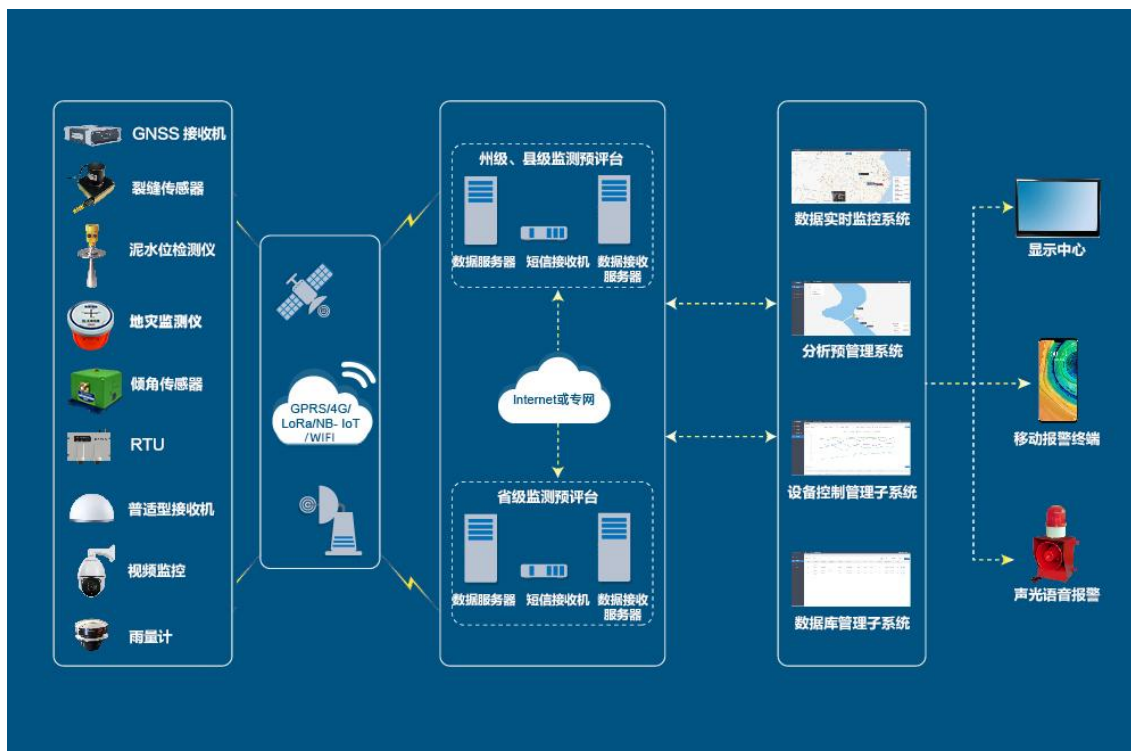 GNSS 接收机
裂缝传感器
泥水位检测仪
地灾监测仪
倾角传感器
RTU
普适型接收机
视频监控
雨量计
GPRS/4G/
LoRa/NB- IoT
/WIFI
州级、县级监测预评台
数据服务器
短信接收机
数据接收
服务器
Internet或专网
省级监测预评台
数据服务器
短信接收机
数据接收
服务器
数据实时监控系统
分析预管理系统
设备控制管理子系统
数据库管理子系统
显示中心
移动报警终端
声光语音报警